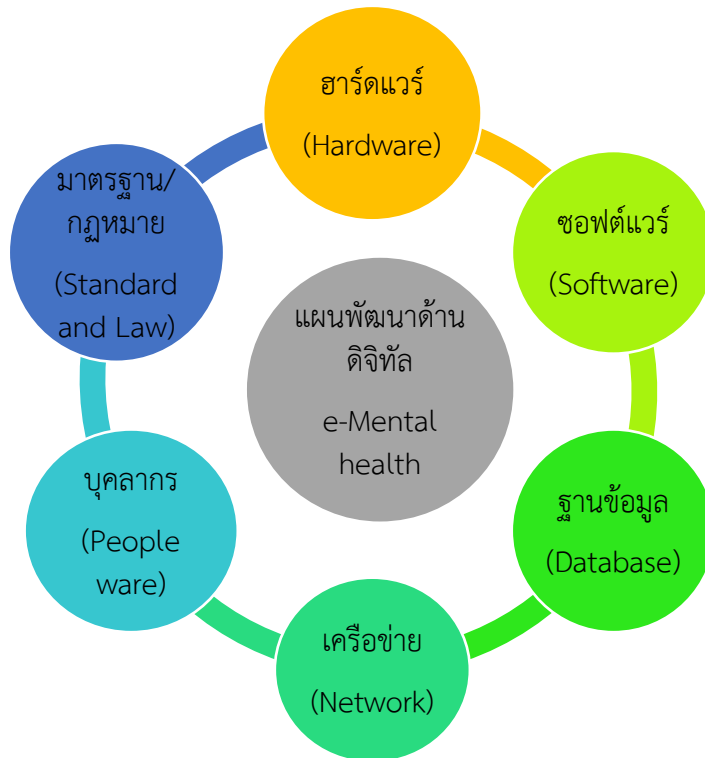 ฮาร์ดแวร์
(Hardware)
ซอฟต์แวร์
(Software)
ฐานข้อมูล
(Database)
เครือข่าย
(Network)
บุคลากร
(People
ware)
มาตรฐาน/
กฎหมาย
(Standard
and Law)
แผนพัฒนาด้าน
ดิจิทัล
e-Mental
health